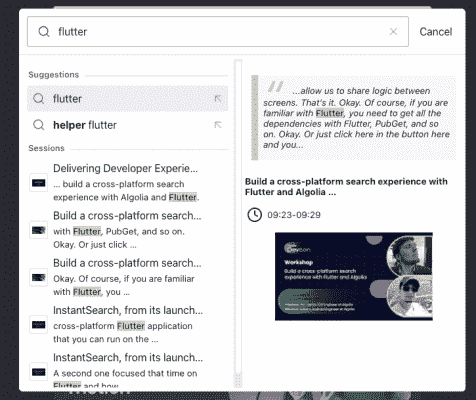 flutter
Cancel
Suggestions
flutter
helper flutter
Sessions
Delivering Developer Experie...
... build a cross-platform search
experience with Algolia and Flutter.
Build a cross-platform search...
with Flutter, PubGet, and so on.
Okay. Or just click ...
Build a cross-platform search...
Okay. Of course, if you are familiar
with Flutter, you ...
InstantSearch, from its launch...
cross-platform Flutter application
that you can run on the ...
InstantSearch, from its launch...
A second one focused that time on
Flutter and how
...allow us to share logic between
screens. That's it. Okay. Of course, if you are
familiar with Flutter, you need to get all the
dependencies with Flutter, PubGet, and so
on. Okay. Or just click here in the button here
and you...
Build a cross-platform search experience with
Flutter and Algolia ...
09:23-09:29
Workshop
Build a cross-platform search
experience with Flutter and Algolia